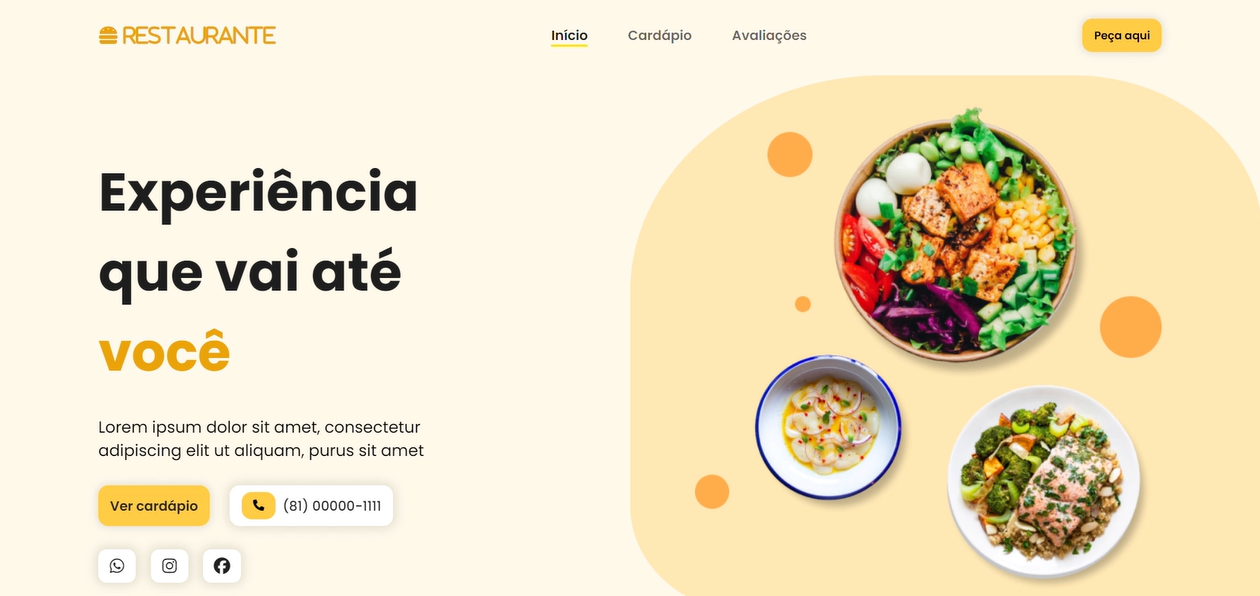 RESTAURANTE
Início
Cardápio
Avaliações
Peça aqui
Experiência
que vai até
você
Lorem ipsum dolor sit amet, consectetur
adipiscing elit ut aliquam, purus sit amet
Ver cardápio
(81) 00000-1111